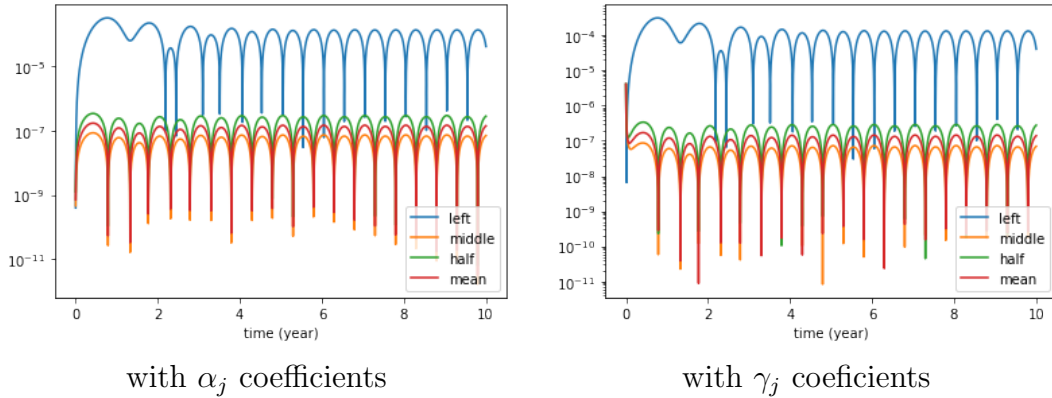 10⁻⁵
10⁻⁷
10⁻⁹
10⁻¹¹
left
middle
half
mean
0 2 4 6 8 10
time (year)
with αⱼ coefficients
10⁻⁴
10⁻⁵
10⁻⁶
10⁻⁷
10⁻⁸
10⁻⁹
10⁻¹⁰
10⁻¹¹
left
middle
half
mean
0 2 4 6 8 10
time (year)
with γⱼ coeficients